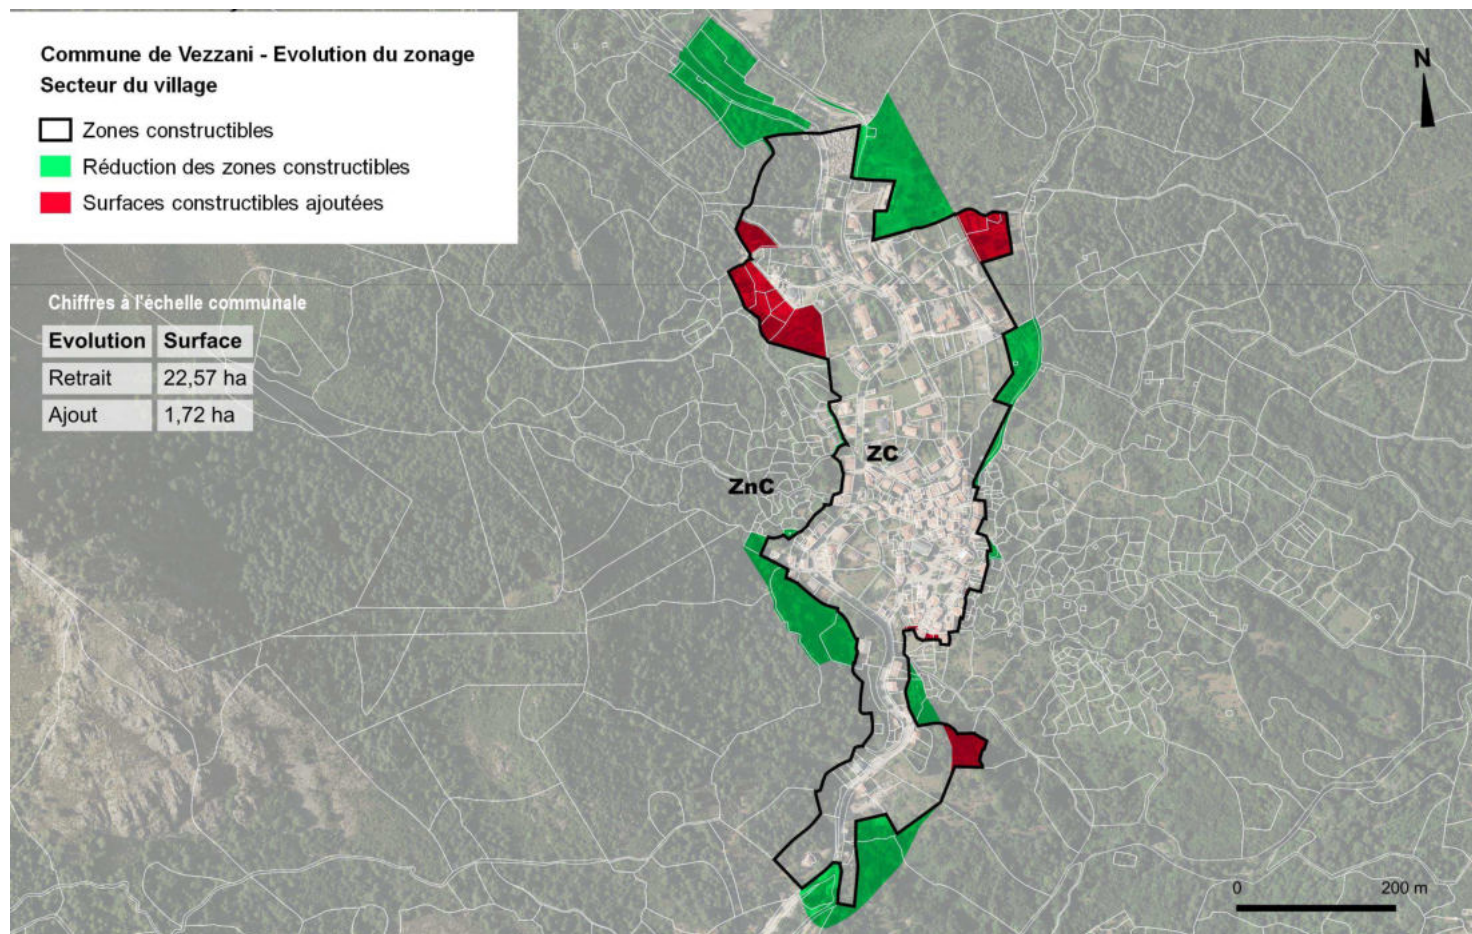 Commune de Vezzani - Evolution du zonage
Secteur du village
Zones constructibles
Réduction des zones constructibles
Surfaces constructibles ajoutées
N
Chiffres à l'échelle communale
Evolution Surface
Retrait 22,57 ha
Ajout 1,72 ha
ZC
ZnC
0 200 m